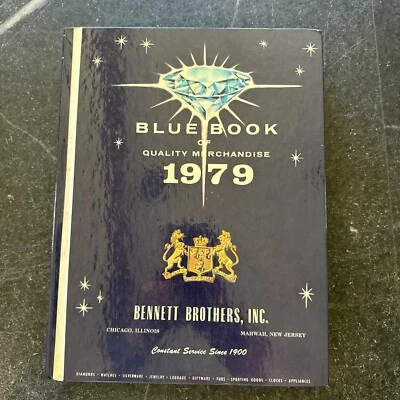 BLUE BOOK
OF
QUALITY MERCHANDISE
1979
BENNETT BROTHERS, INC.
CHICAGO, ILLINOIS MAHWAH, NEW JERSEY
Constant Service Since 1900
DIAMONDS • WATCHES • SILVERWARE • JEWELRY • LUGGAGE • GIFTWARE • FURS • SPORTING GOODS • CLOCKS • APPLIANCES